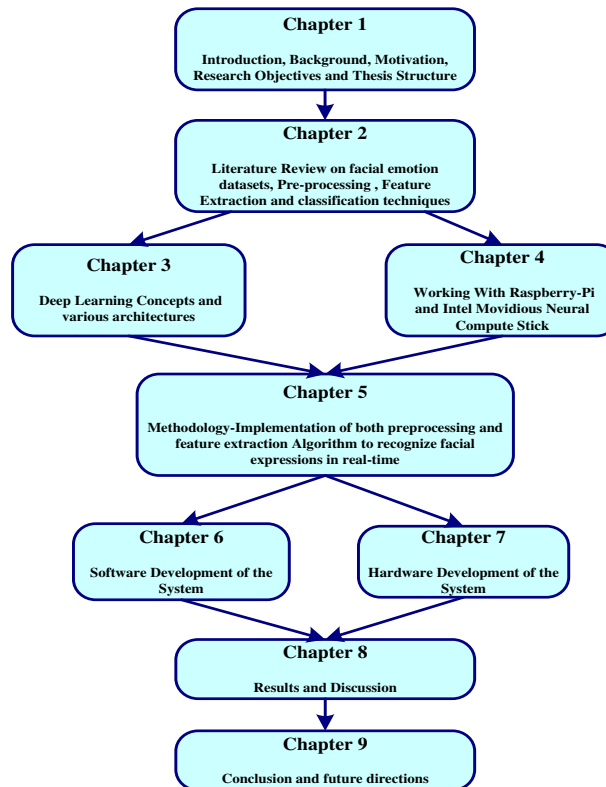 Chapter 1
Introduction, Background, Motivation,
Research Objectives and Thesis Structure
Chapter 2
Literature Review on facial emotion
datasets, Pre-processing , Feature
Extraction and classification techniques
Chapter 3
Deep Learning Concepts and
various architectures
Chapter 4
Working With Raspberry-Pi
and Intel Movidious Neural
Compute Stick
Chapter 5
Methodology-Implementation of both preprocessing and
feature extraction Algorithm to recognize facial
expressions in real-time
Chapter 6
Software Development of the
System
Chapter 7
Hardware Development of the
System
Chapter 8
Results and Discussion
Chapter 9
Conclusion and future directions